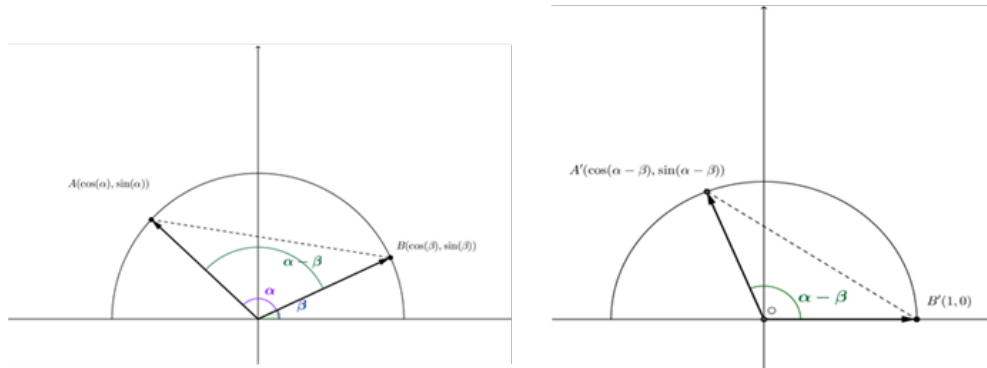 A(cos(α), sin(α))
B(cos(β), sin(β))
α − β
α
β
A′(cos(α − β), sin(α − β))
α − β
B′(1, 0)
O